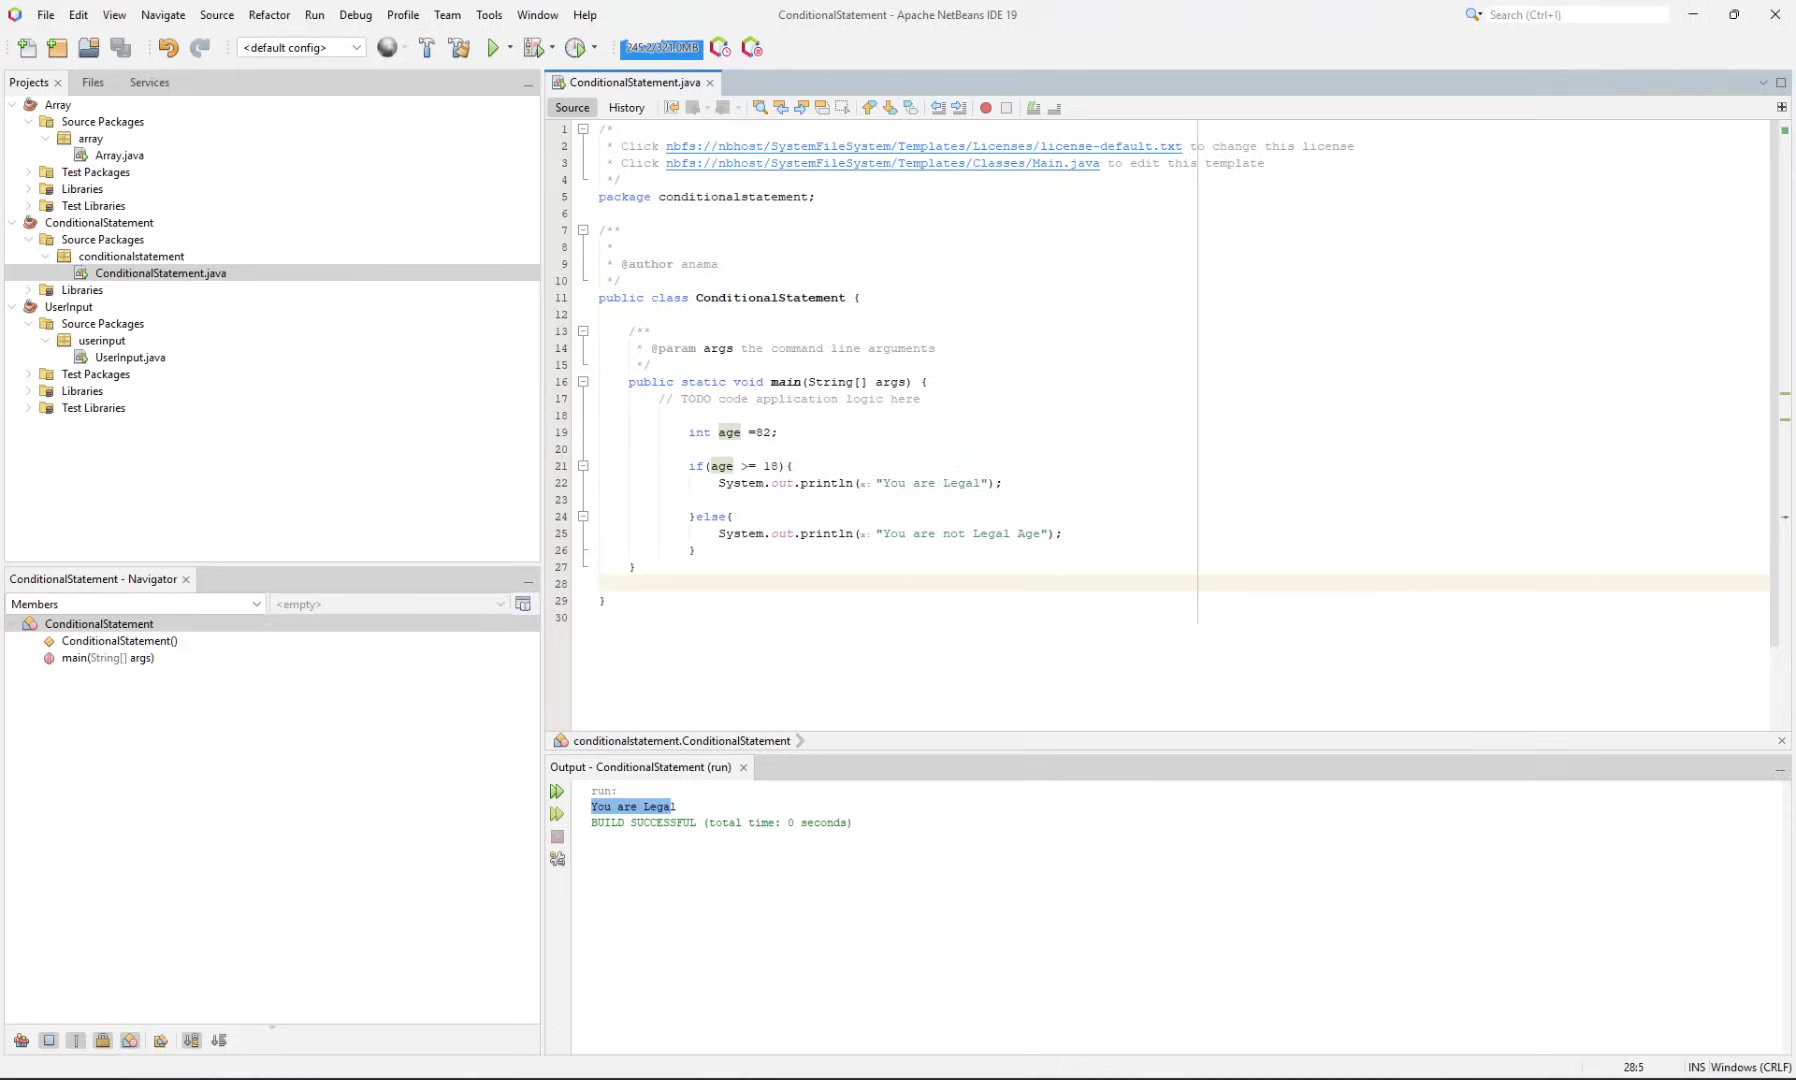 File Edit View Navigate Source Refactor Run Debug Profile Team Tools Window Help
ConditionalStatement - Apache NetBeans IDE 19
Search (Ctrl+I)
<default config>
245.2/321.0MB
Projects Files Services
Array
Source Packages
array
Array.java
Test Packages
Libraries
Test Libraries
ConditionalStatement
Source Packages
conditionalstatement
ConditionalStatement.java
Libraries
UserInput
Source Packages
userinput
UserInput.java
Test Packages
Libraries
Test Libraries
ConditionalStatement - Navigator
Members
<empty>
ConditionalStatement
ConditionalStatement()
main(String[] args)
ConditionalStatement.java
Source History
1 /*
2 * Click nbfs://nbhost/SystemFileSystem/Templates/Licenses/license-default.txt to change this license
3 * Click nbfs://nbhost/SystemFileSystem/Templates/Classes/Main.java to edit this template
4 */
5 package conditionalstatement;
6
7 /**
8 *
9 * @author anama
10 */
11 public class ConditionalStatement {
12
13 /**
14 * @param args the command line arguments
15 */
16 public static void main(String[] args) {
17 // TODO code application logic here
18
19 int age =82;
20
21 if(age >= 18){
22 System.out.println(x: "You are Legal");
23
24 }else{
25 System.out.println(x: "You are not Legal Age");
26 }
27 }
28
29 }
30
conditionalstatement.ConditionalStatement
Output - ConditionalStatement (run)
run:
You are Legal
BUILD SUCCESSFUL (total time: 0 seconds)
28:5 INS Windows (CRLF)